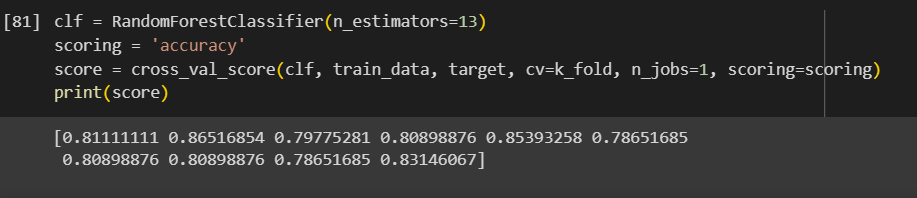 [81] clf = RandomForestClassifier(n_estimators=13)
scoring = 'accuracy'
score = cross_val_score(clf, train_data, target, cv=k_fold, n_jobs=1, scoring=scoring)
print(score)
[0.81111111 0.86516854 0.79775281 0.80898876 0.85393258 0.78651685
0.80898876 0.80898876 0.78651685 0.83146067]